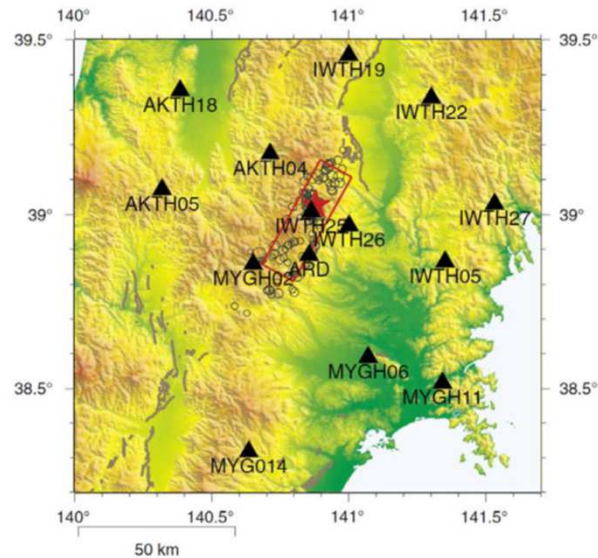 140° 140.5° 141° 141.5°
39.5° 39.5°
IWTH19
AKTH18
IWTH22
AKTH04
AKTH05
39° 39°
IWTH27
IWTH25
IWTH26
ARD
MYGH02
IWTH05
MYGH06
38.5° 38.5°
MYGH11
MYG014
140° 140.5° 141° 141.5°
50 km